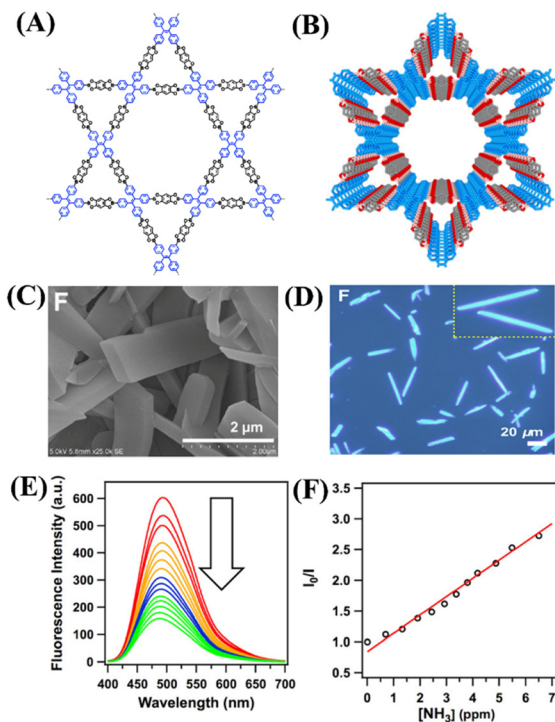 (A)
(B)
(C)
F
2 μm
5.0kV 5.8mm x25.0k SE
2.00um
(D)
F
20 μm
(E)
Fluorescence Intensity (a.u.)
600
500
400
300
200
100
0
400 450 500 550 600 650 700
Wavelength (nm)
(F)
I₀/I
3.5
3.0
2.5
2.0
1.5
1.0
0.5
0 1 2 3 4 5 6 7
[NH₃] (ppm)